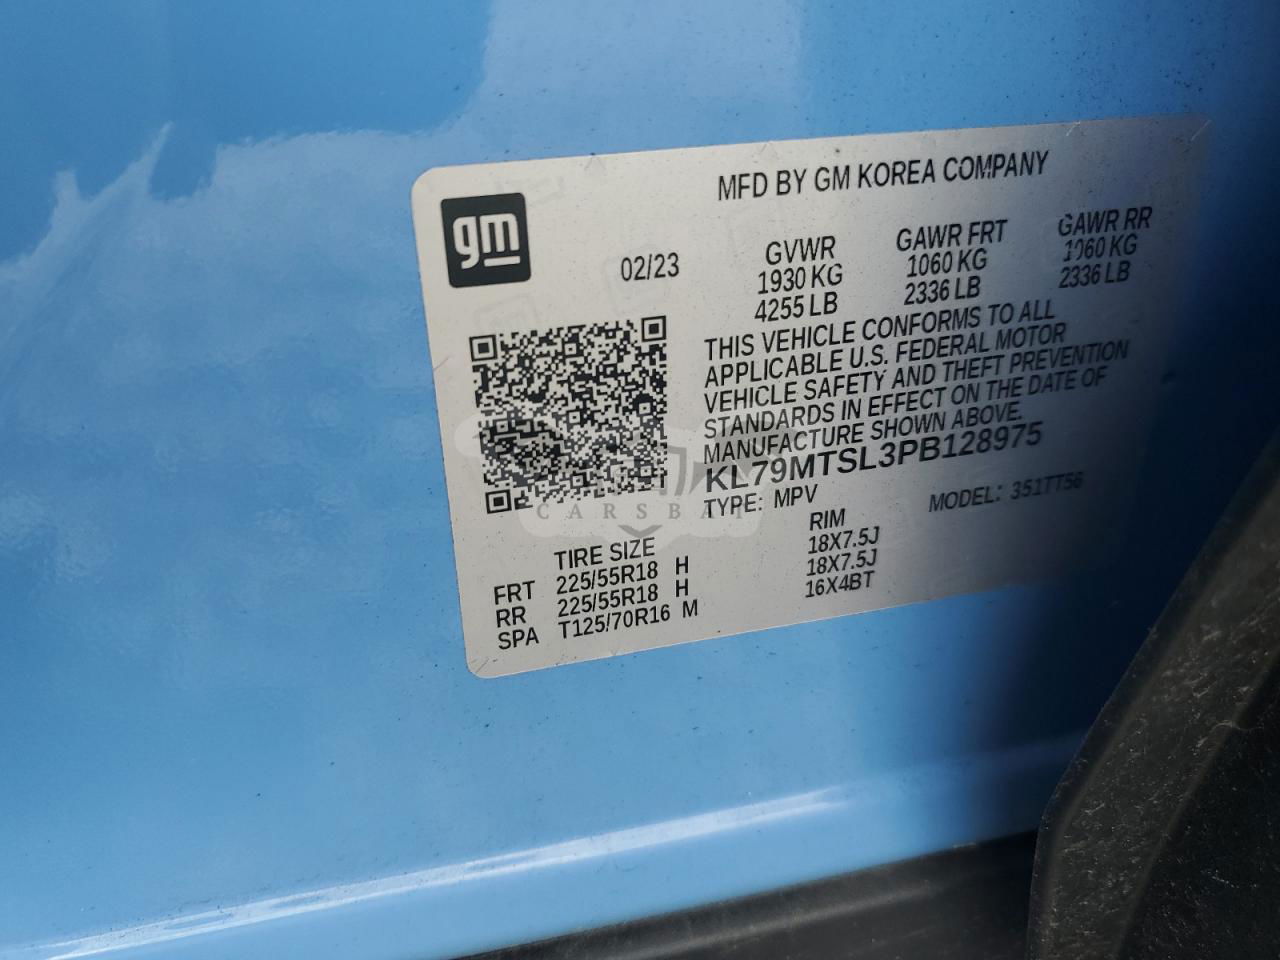 gm
MFD BY GM KOREA COMPANY
02/23
GVWR GAWR FRT GAWR RR
1930 KG 1060 KG 1060 KG
4255 LB 2336 LB 2336 LB
THIS VEHICLE CONFORMS TO ALL
APPLICABLE U.S. FEDERAL MOTOR
VEHICLE SAFETY AND THEFT PREVENTION
STANDARDS IN EFFECT ON THE DATE OF
MANUFACTURE SHOWN ABOVE.
KL79MTSL3PB128975
TYPE: MPV MODEL: 351TT56
CARSBAT
TIRE SIZE RIM
FRT 225/55R18 H 18X7.5J
RR 225/55R18 H 18X7.5J
SPA T125/70R16 M 16X4BT